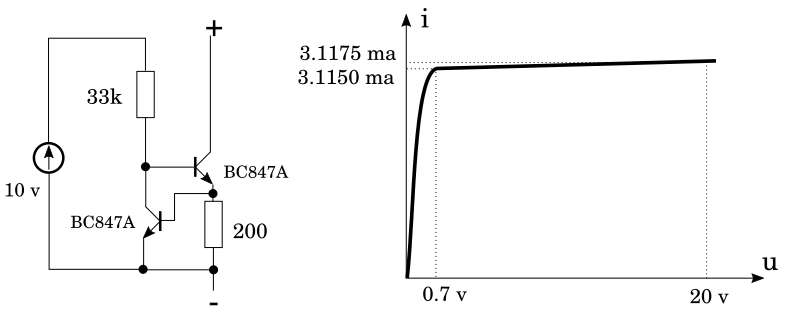 +
33k
BC847A
10 v
BC847A
200
-
i
3.1175 ma
3.1150 ma
u
0.7 v
20 v